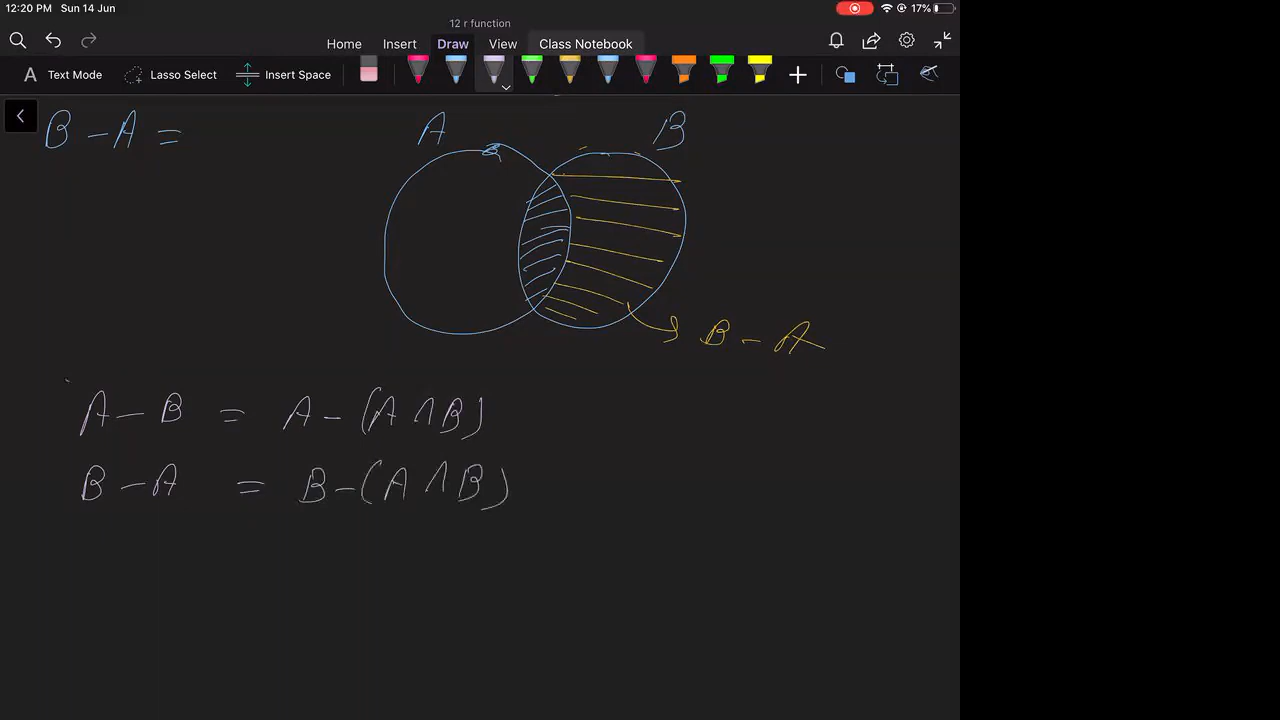 12:20 PM Sun 14 Jun 17%
12 r function
Home Insert Draw View Class Notebook
A Text Mode Lasso Select Insert Space
B - A =
A B
B - A
A - B = A - (A ∩ B)
B - A = B - (A ∩ B)